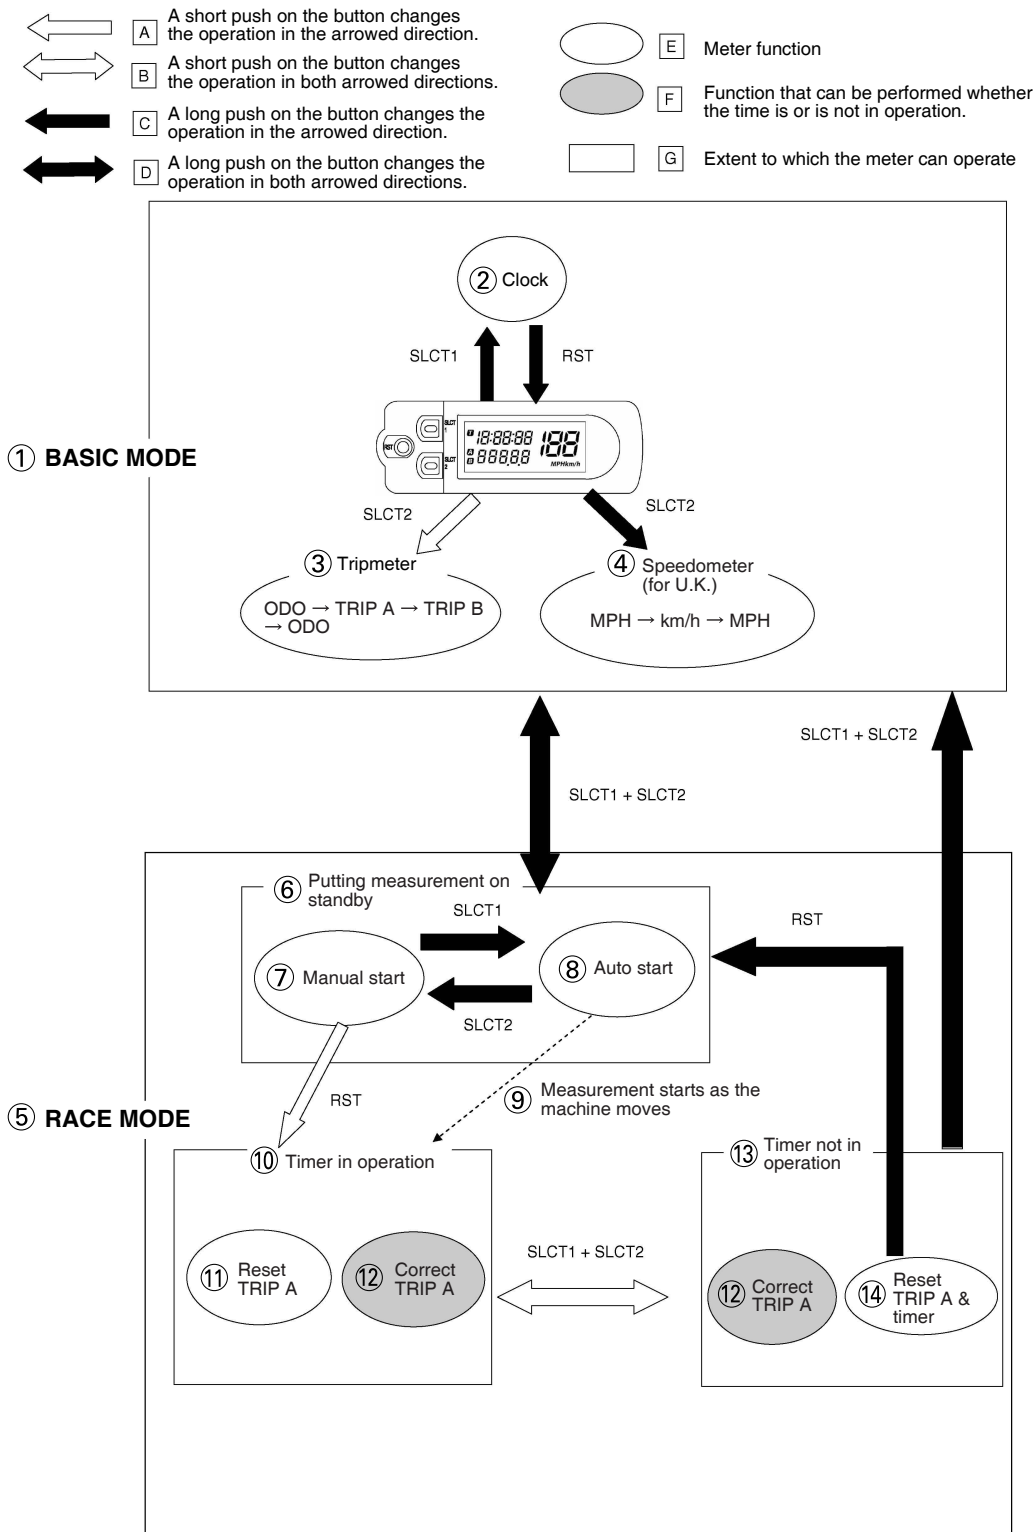 A A short push on the button changes
the operation in the arrowed direction.
B A short push on the button changes
the operation in both arrowed directions.
C A long push on the button changes the
operation in the arrowed direction.
D A long push on the button changes the
operation in both arrowed directions.
E Meter function
F Function that can be performed whether
the time is or is not in operation.
G Extent to which the meter can operate
① BASIC MODE
② Clock
SLCT1
RST
RST
SLCT
1
SLCT
2
T 18:88:88
A
B 888.8.8
188
MPHkm/h
SLCT2
SLCT2
③ Tripmeter
ODO → TRIP A → TRIP B
→ ODO
④ Speedometer
(for U.K.)
MPH → km/h → MPH
SLCT1 + SLCT2
SLCT1 + SLCT2
⑤ RACE MODE
⑥ Putting measurement on
standby
SLCT1
⑦ Manual start
⑧ Auto start
SLCT2
RST
RST
⑨ Measurement starts as the
machine moves
⑩ Timer in operation
⑪ Reset
TRIP A
⑫ Correct
TRIP A
SLCT1 + SLCT2
⑬ Timer not in
operation
⑫ Correct
TRIP A
⑭ Reset
TRIP A &
timer